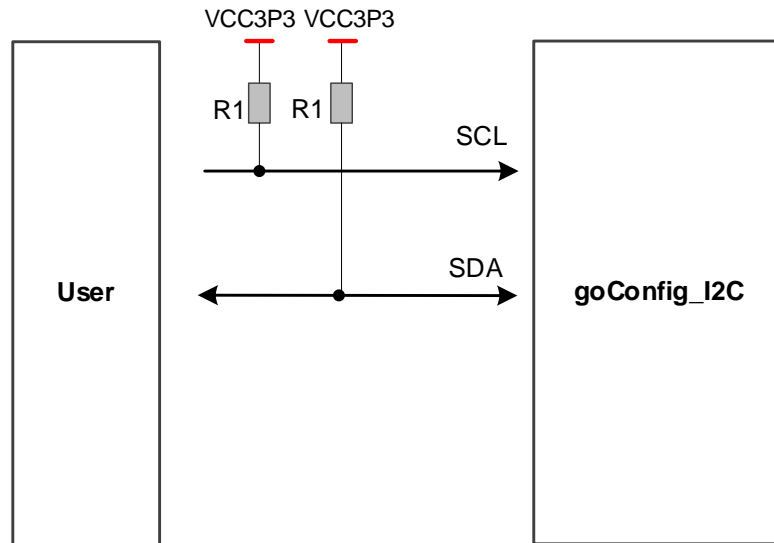 VCC3P3 VCC3P3
R1 R1
SCL
SDA
User goConfig_I2C